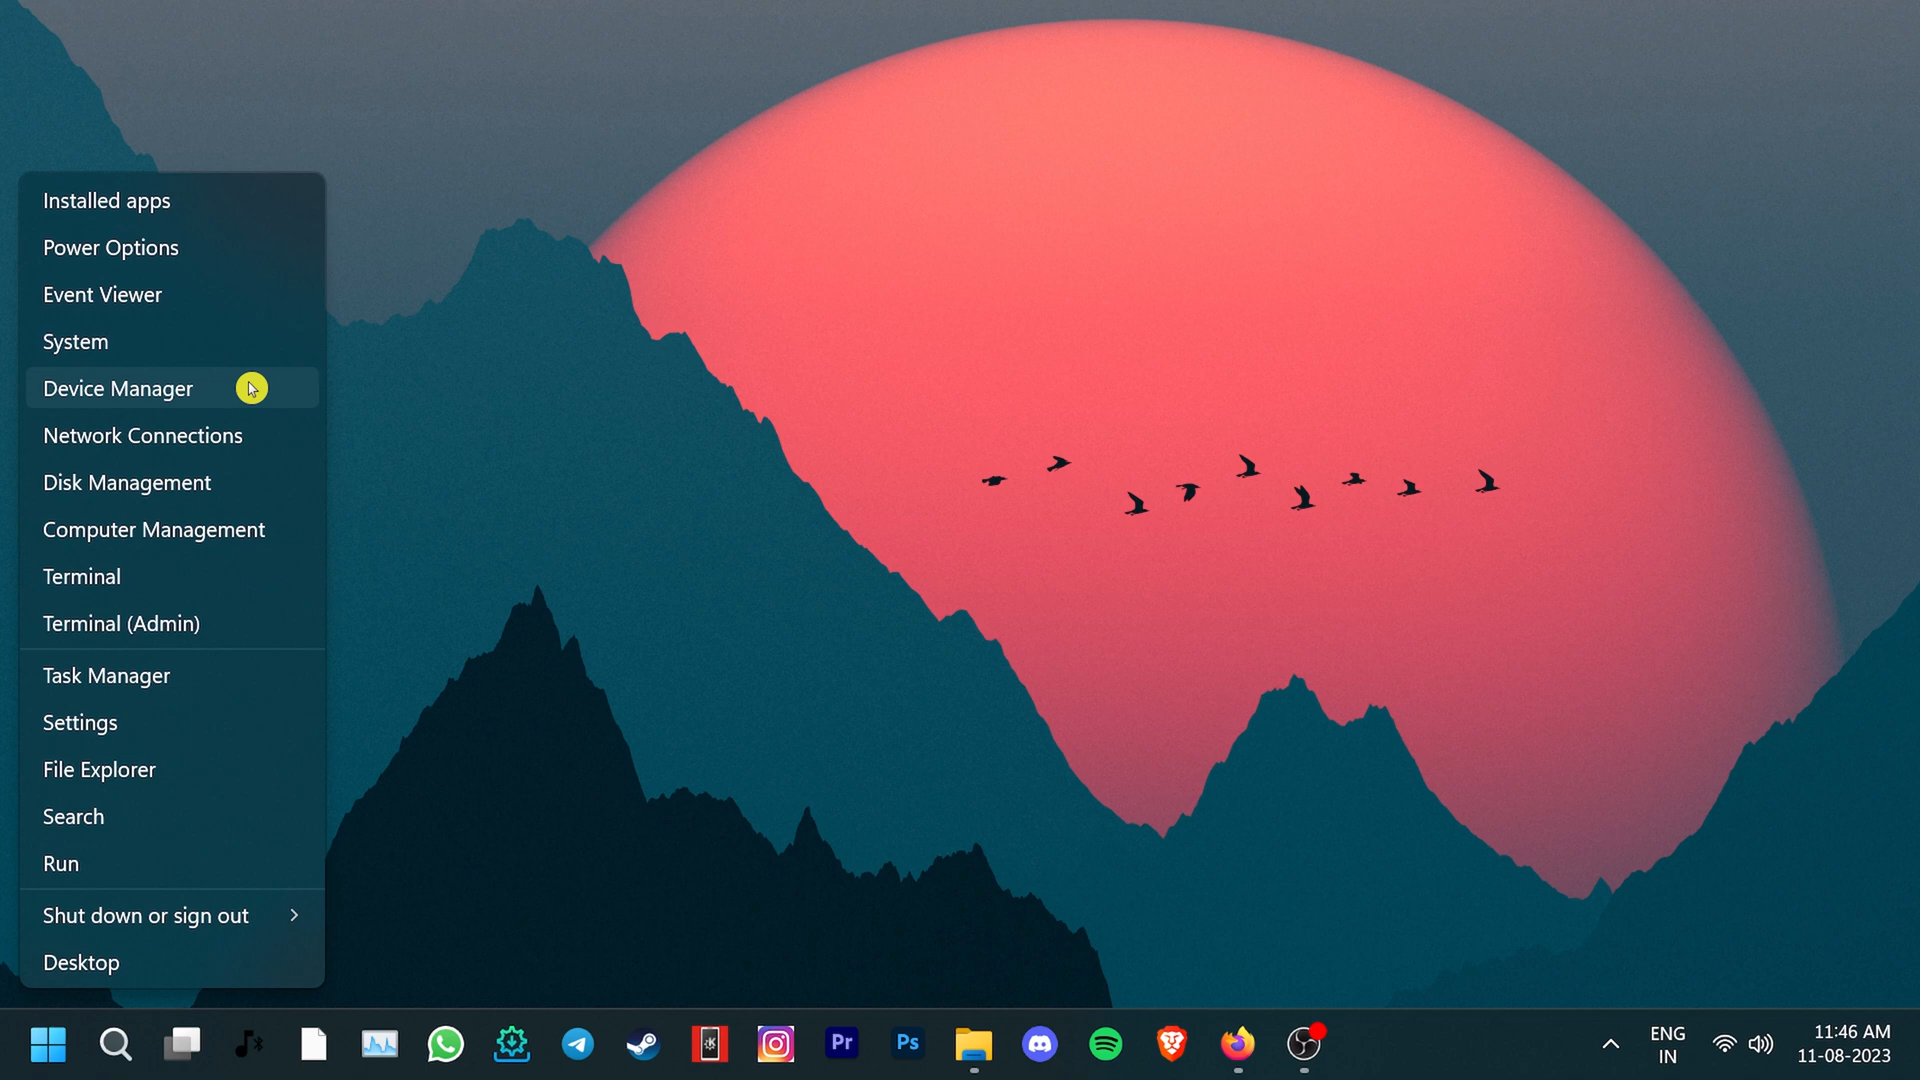 Installed apps
Power Options
Event Viewer
System
Device Manager
Network Connections
Disk Management
Computer Management
Terminal
Terminal (Admin)
Task Manager
Settings
File Explorer
Search
Run
Shut down or sign out
Desktop
Pr
Ps
ENG
IN
11:46 AM
11-08-2023